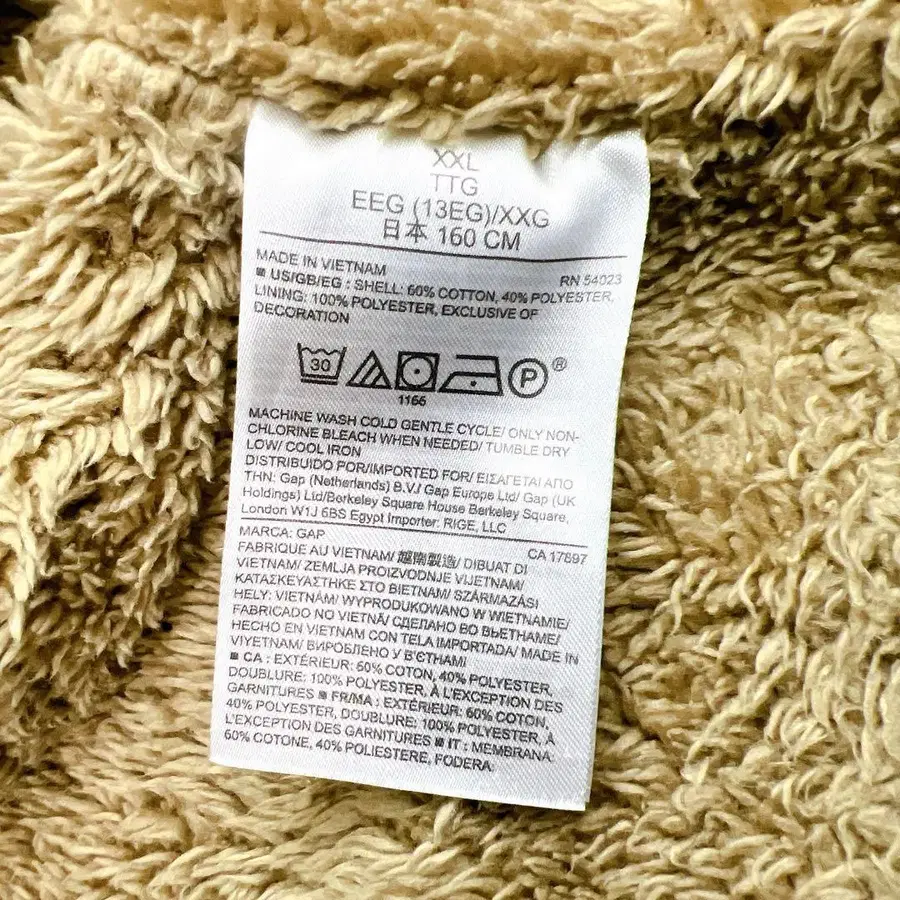 XXL
TTG
EEG (13EG)/XXG
日本 160 CM
MADE IN VIETNAM RN 54023
■ US/GB/EG : SHELL: 60% COTTON, 40% POLYESTER,
LINING: 100% POLYESTER, EXCLUSIVE OF
DECORATION
30 P ®
1166
MACHINE WASH COLD GENTLE CYCLE/ ONLY NON-
CHLORINE BLEACH WHEN NEEDED/ TUMBLE DRY
LOW/ COOL IRON
DISTRIBUIDO POR/IMPORTED FOR/ ΕΙΣΑΓΕΤΑΙ ΑΠΟ
ΤΗΝ: Gap (Netherlands) B.V./ Gap Europe Ltd/ Gap (UK
Holdings) Ltd/Berkeley Square House Berkeley Square,
London W1J 6BS Egypt Importer: RIGE, LLC
MARCA: GAP CA 17897
FABRIQUE AU VIETNAM/ 越南製造/ DIBUAT DI
VIETNAM/ ZEMLJA PROIZVODNJE VIJETNAM/
ΚΑΤΑΣΚΕΥΑΣΤΗΚΕ ΣΤΟ ΒΙΕΤΝΑΜ/ SZÁRMAZÁSI
HELY: VIETNÁM/ WYPRODUKOWANO W WIETNAMIE/
FABRICADO NO VIETNÃ/ СДЕЛАНО ВО ВЬЕТНАМЕ/
HECHO EN VIETNAM CON TELA IMPORTADA/ MADE IN
VIYETNAM/ ВИРОБЛЕНО У В'ЄТНАМІ
■ CA : EXTÉRIEUR: 60% COTON, 40% POLYESTER,
DOUBLURE: 100% POLYESTER, À L'EXCEPTION DES
GARNITURES ■ FR/MA : EXTÉRIEUR: 60% COTON,
40% POLYESTER, DOUBLURE: 100% POLYESTER, À
L'EXCEPTION DES GARNITURES ■ IT : MEMBRANA:
60% COTONE, 40% POLIESTERE, FODERA: